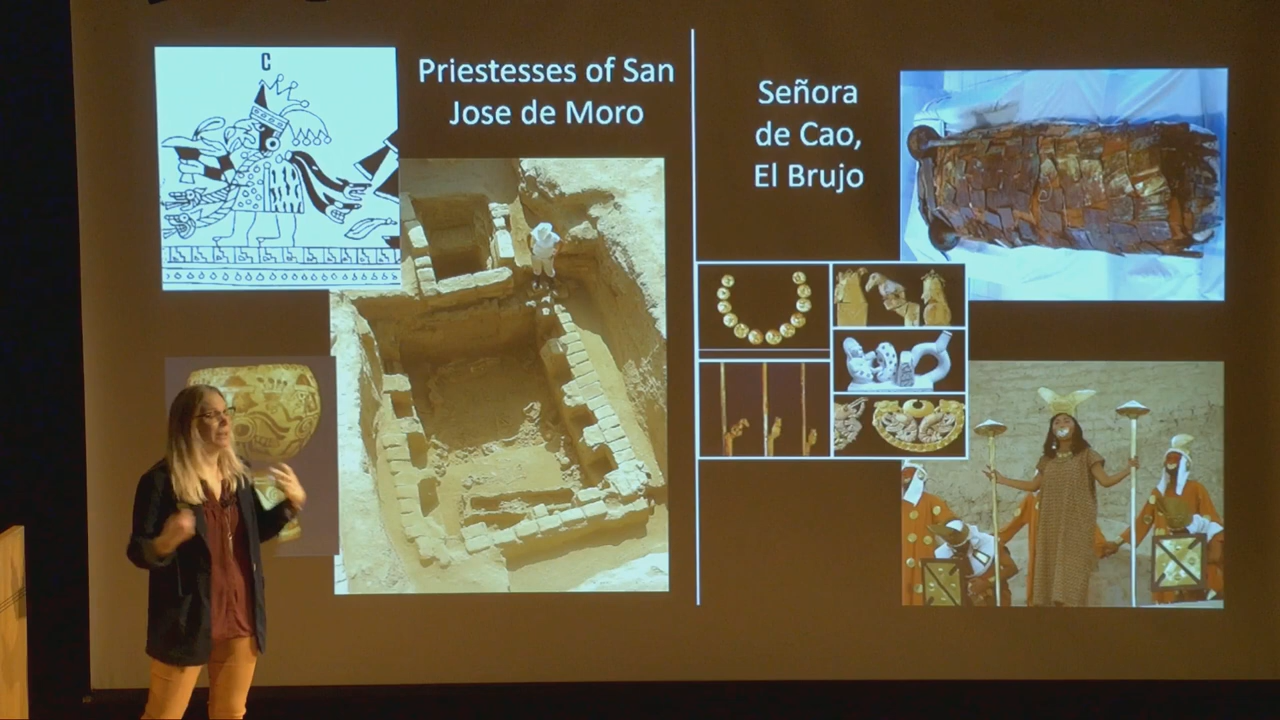 C
Priestesses of San
Jose de Moro
Señora
de Cao,
El Brujo